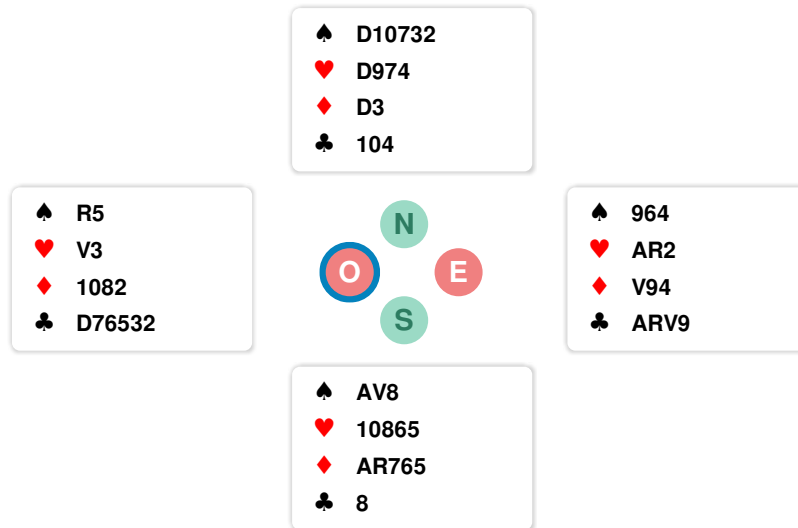 ♠ D10732
♥ D974
♦ D3
♣ 104
♠ R5
♥ V3
♦ 1082
♣ D76532
N
O E
S
♠ 964
♥ AR2
♦ V94
♣ ARV9
♠ AV8
♥ 10865
♦ AR765
♣ 8